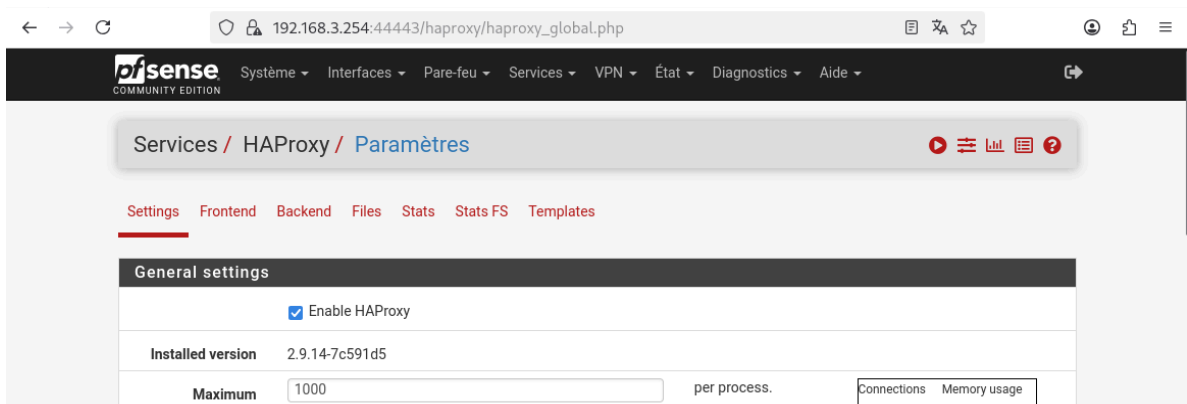 192.168.3.254:44443/haproxy/haproxy_global.php
pfsense
COMMUNITY EDITION
Système Interfaces Pare-feu Services VPN État Diagnostics Aide
Services / HAProxy / Paramètres
Settings Frontend Backend Files Stats Stats FS Templates
General settings
Enable HAProxy
Installed version 2.9.14-7c591d5
Maximum 1000 per process. Connections Memory usage